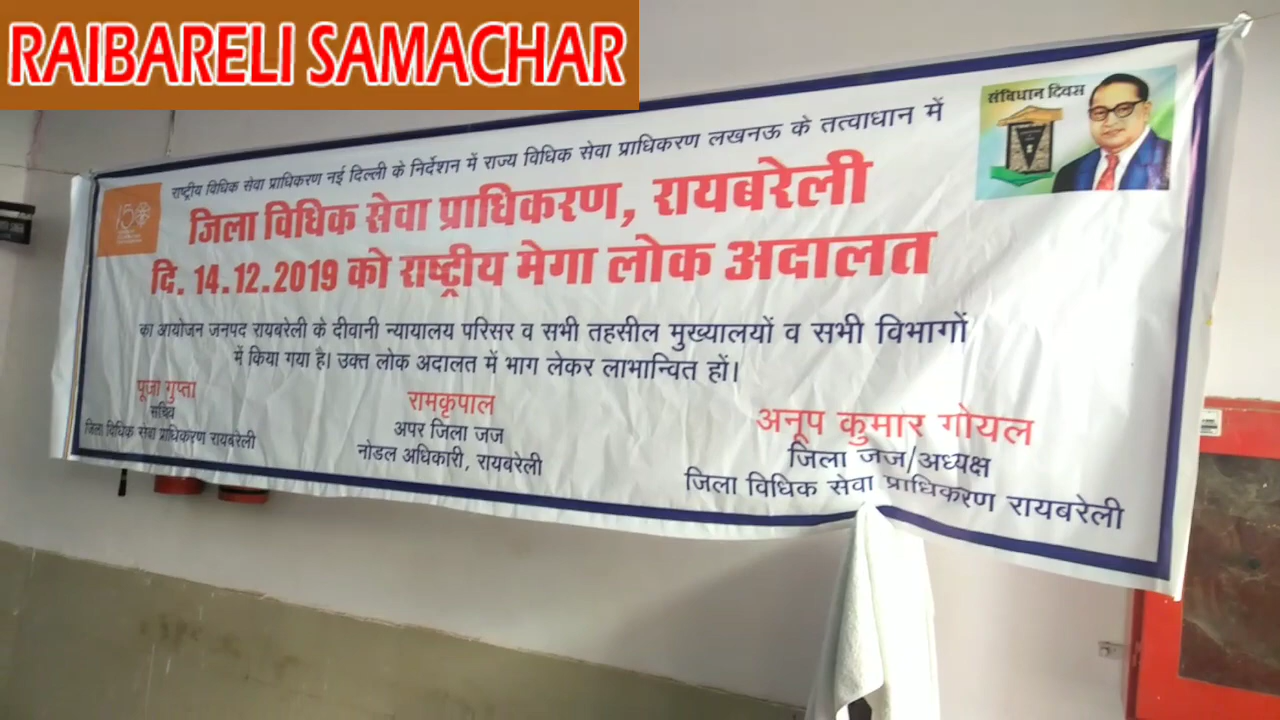 RAIBARELI SAMACHAR
संविधान दिवस
राष्ट्रीय विधिक सेवा प्राधिकरण नई दिल्ली के निर्देशन में राज्य विधिक सेवा प्राधिकरण लखनऊ के तत्वाधान में
150
जिला विधिक सेवा प्राधिकरण, रायबरेली
दि. 14.12.2019 को राष्ट्रीय मेगा लोक अदालत
का आयोजन जनपद रायबरेली के दीवानी न्यायालय परिसर व सभी तहसील मुख्यालयों व सभी विभागों
में किया गया है। उक्त लोक अदालत में भाग लेकर लाभान्वित हों।
पूजा गुप्ता
सचिव
जिला विधिक सेवा प्राधिकरण रायबरेली
रामकृपाल
अपर जिला जज
नोडल अधिकारी, रायबरेली
अनूप कुमार गोयल
जिला जज/अध्यक्ष
जिला विधिक सेवा प्राधिकरण रायबरेली